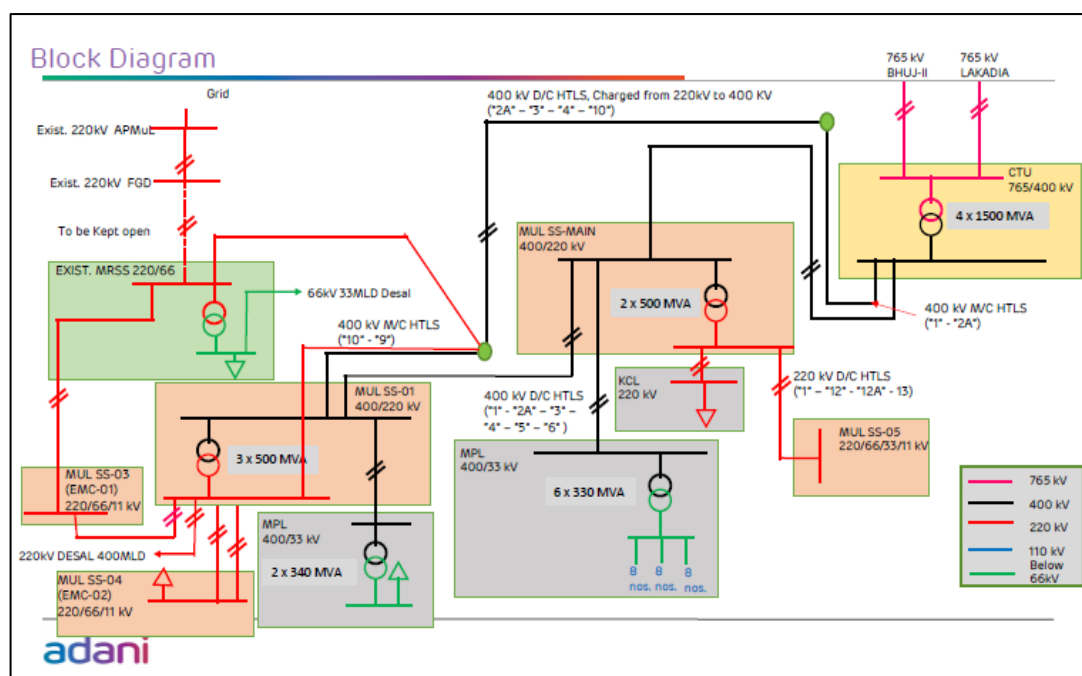 Block Diagram
765 kV
BHUJ-II
765 kV
LAKADIA
Grid
400 kV D/C HTLS, Charged from 220kV to 400 KV
("2A" – "3" – "4" – "10")
Exist. 220kV APMuL
Exist. 220kV FGD
To be Kept open
CTU
765/400 kV
4 x 1500 MVA
MUL SS-MAIN
400/220 kV
2 x 500 MVA
EXIST. MRSS 220/66
66kV 33MLD Desal
400 kV M/C HTLS
("10" - "9")
400 kV M/C HTLS
("1" - "2A")
MUL SS-01
400/220 kV
3 x 500 MVA
400 kV D/C HTLS
("1" - "2A" – "3" –
"4" – "5" – "6" )
KCL
220 kV
220 kV D/C HTLS
("1" – "12" - "12A" - 13)
MUL SS-05
220/66/33/11 kV
MPL
400/33 kV
6 x 330 MVA
8
nos.
8
nos.
8
nos.
MUL SS-03
(EMC-01)
220/66/11 kV
220kV DESAL 400MLD
MUL SS-04
(EMC-02)
220/66/11 kV
MPL
400/33 kV
2 x 340 MVA
765 kV
400 kV
220 kV
110 kV
Below
66kV
adani